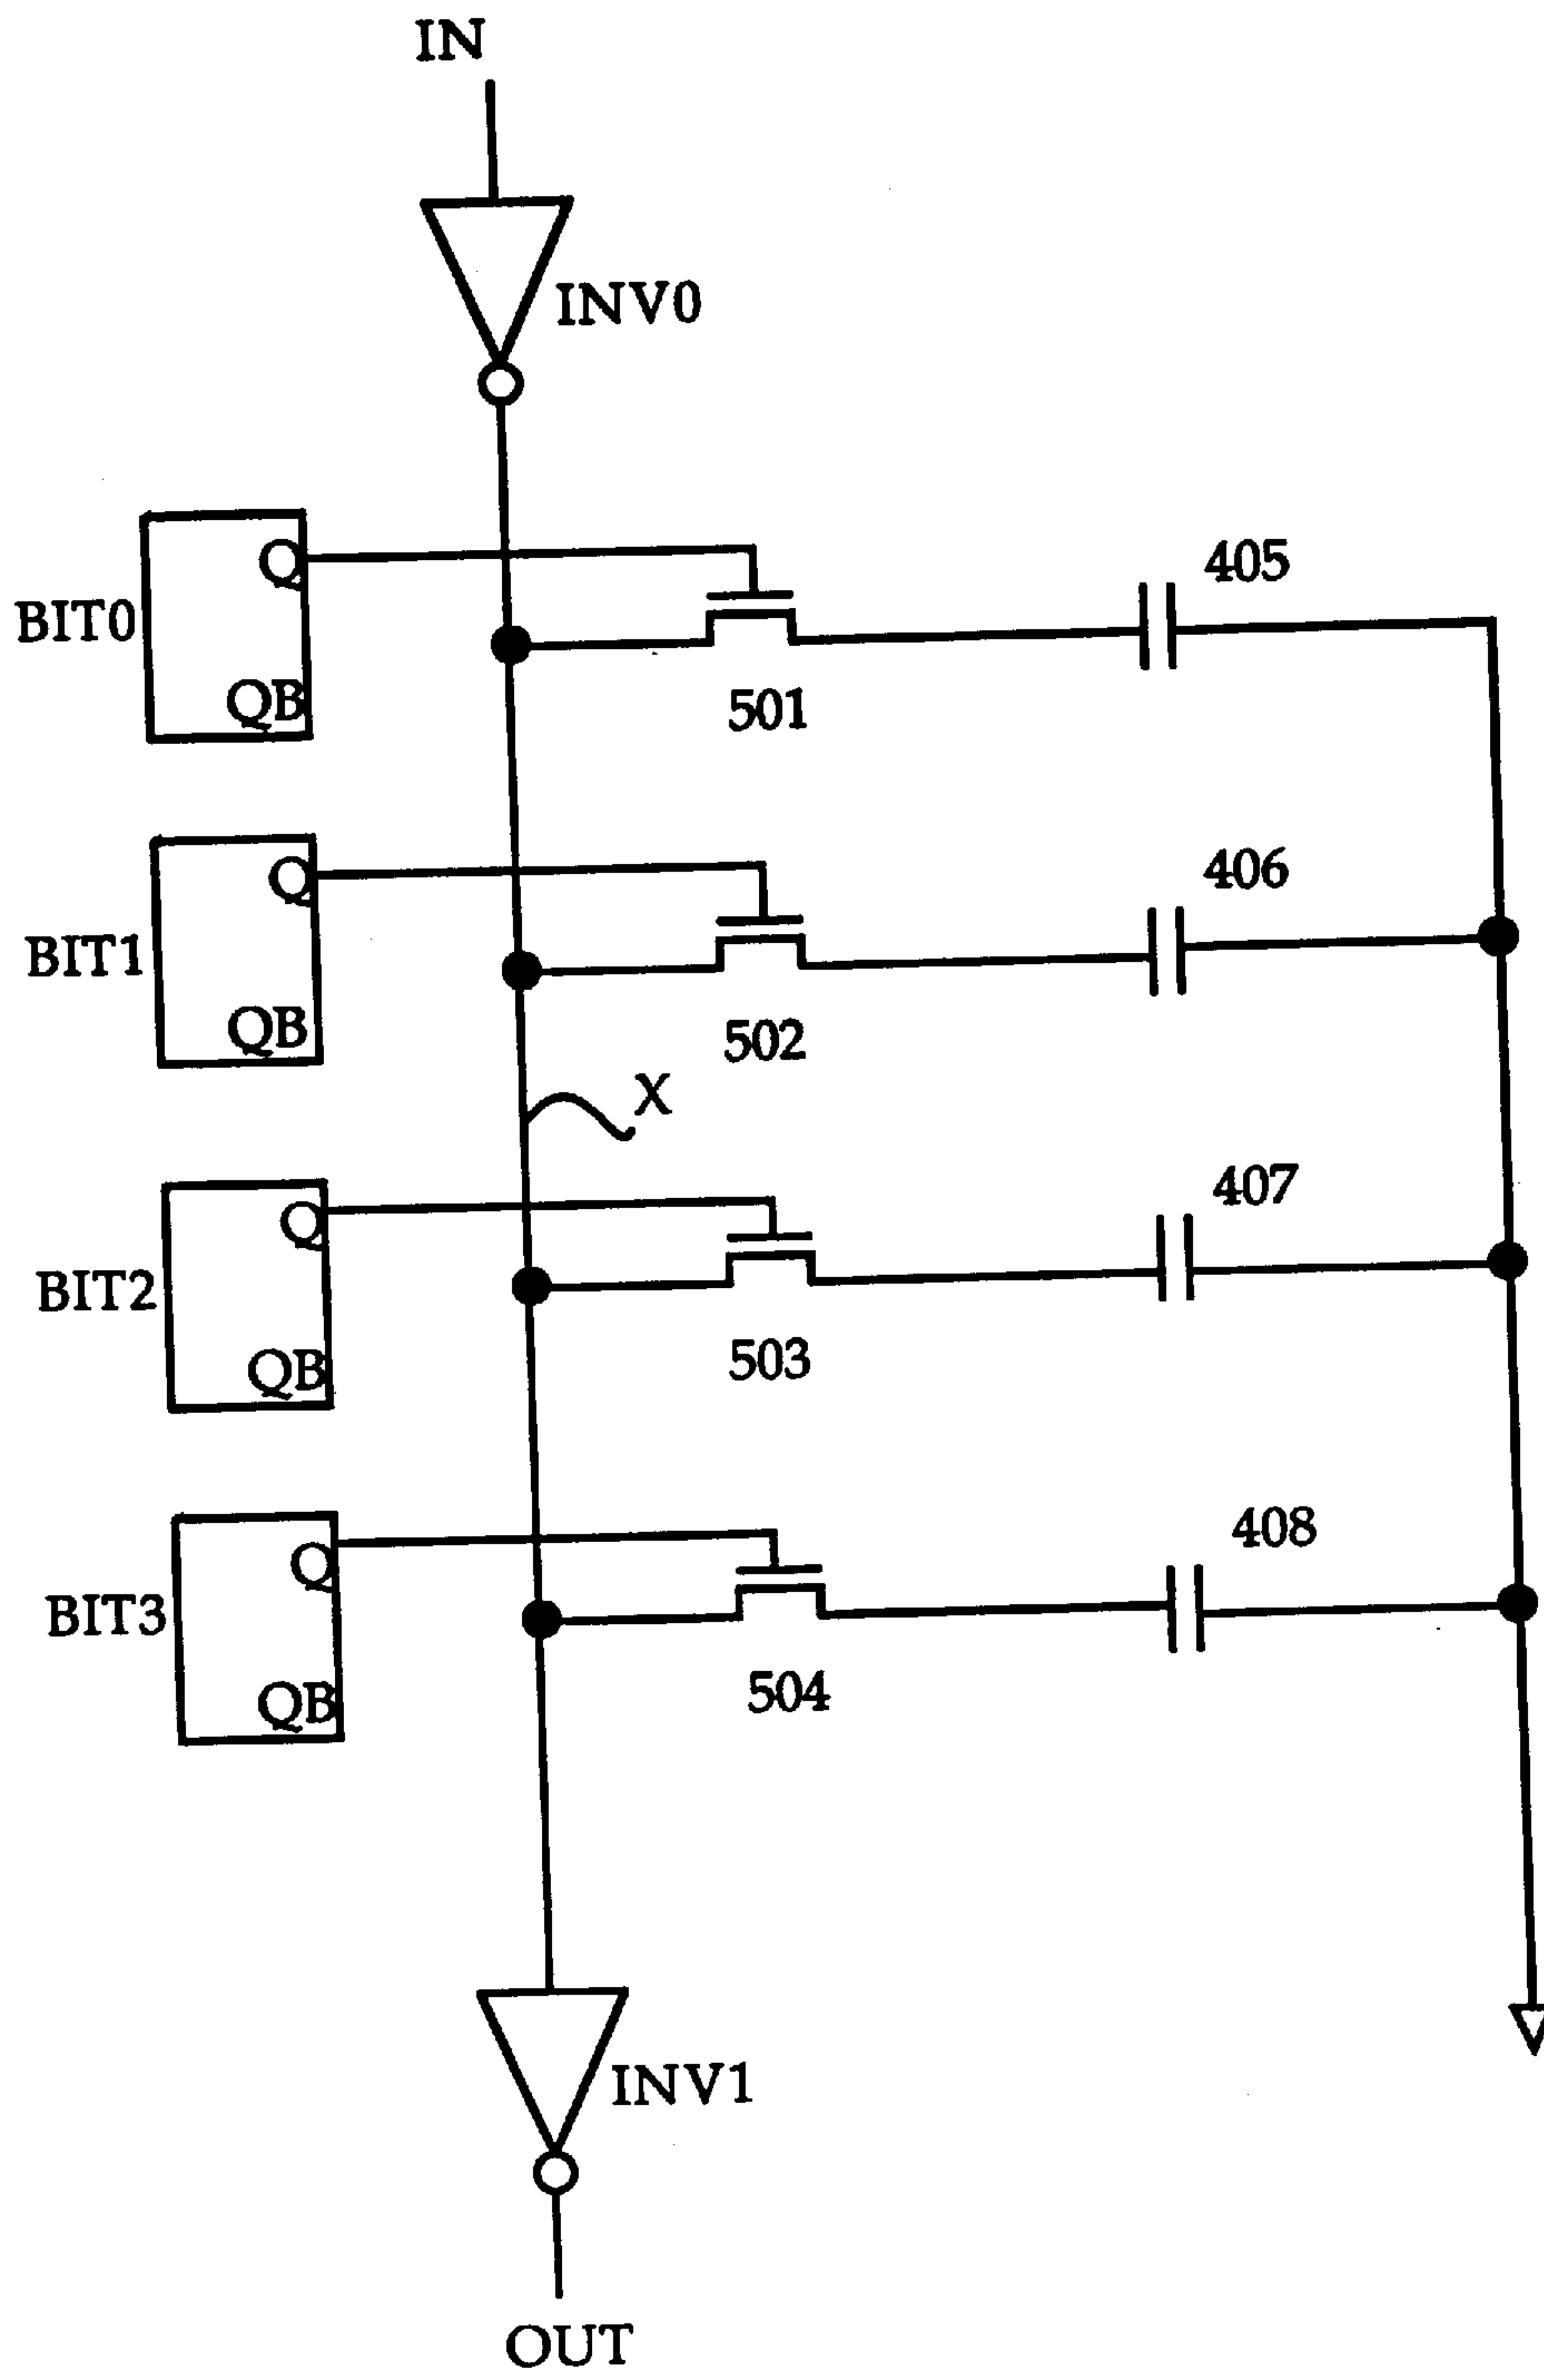 IN
INV0
Q
405
BIT0
QB
501
Q
406
BIT1
QB
502
X
Q
407
BIT2
QB
503
Q
408
BIT3
QB
504
INV1
OUT